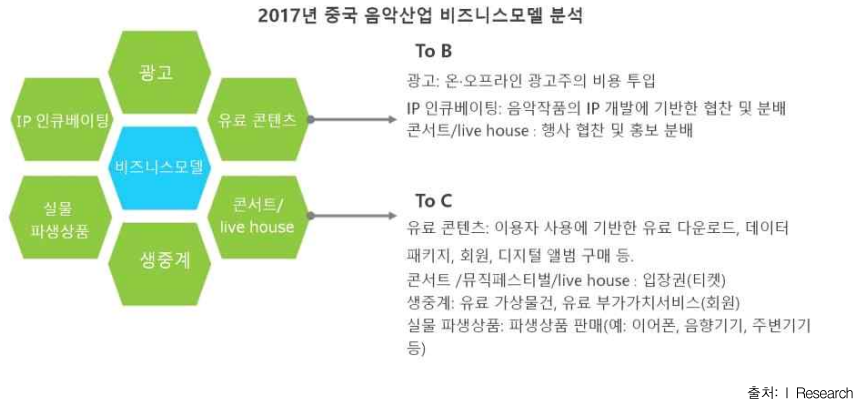 2017년 중국 음악산업 비즈니스모델 분석
광고
IP 인큐베이팅
유료 콘텐츠
비즈니스모델
실물
파생상품
콘서트/
live house
생중계
To B
광고: 온·오프라인 광고주의 비용 투입
IP 인큐베이팅: 음악작품의 IP 개발에 기반한 협찬 및 분배
콘서트/live house : 행사 협찬 및 홍보 분배
To C
유료 콘텐츠: 이용자 사용에 기반한 유료 다운로드, 데이터
패키지, 회원, 디지털 앨범 구매 등.
콘서트 /뮤직페스티벌/live house : 입장권(티켓)
생중계: 유료 가상물건, 유료 부가가치서비스(회원)
실물 파생상품: 파생상품 판매(예: 이어폰, 음향기기, 주변기기
등)
출처: I Research